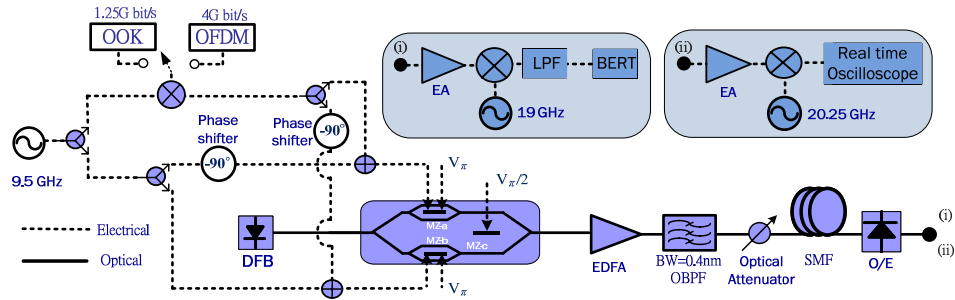 1.25G bit/s
4G bit/s
OOK
OFDM
(i)
EA
LPF
BERT
19 GHz
(ii)
EA
Real time
Oscilloscope
20.25 GHz
Phase
shifter
-90°
Phase
shifter
-90°
9.5 GHz
Vπ
Vπ/2
MZ-a
MZ-b
MZ-c
Vπ
Electrical
Optical
DFB
EDFA
BW=0.4nm
OBPF
Optical
Attenuator
SMF
O/E
(i)
(ii)